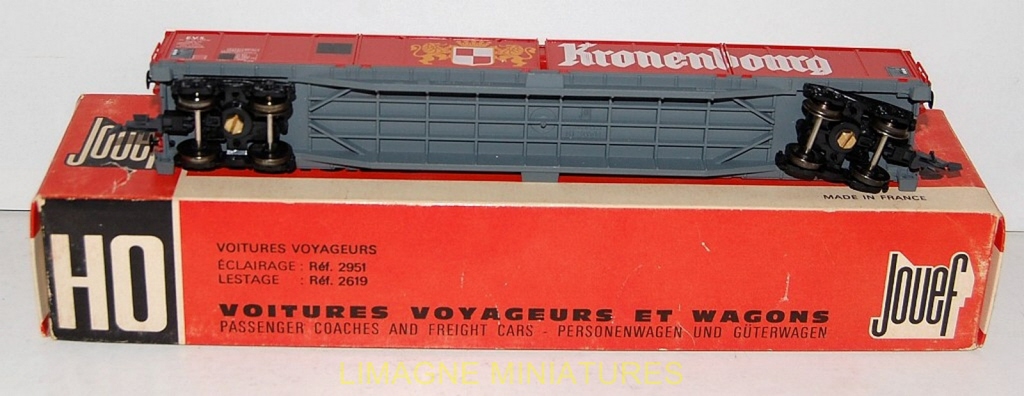 EVS
Kronenbourg
Jouef
MADE IN FRANCE
HO
VOITURES VOYAGEURS
ÉCLAIRAGE : Réf. 2951
LESTAGE : Réf. 2619
Jouef
VOITURES VOYAGEURS ET WAGONS
PASSENGER COACHES AND FREIGHT CARS - PERSONENWAGEN UND GÜTERWAGEN
LIMAGNE MINIATURES